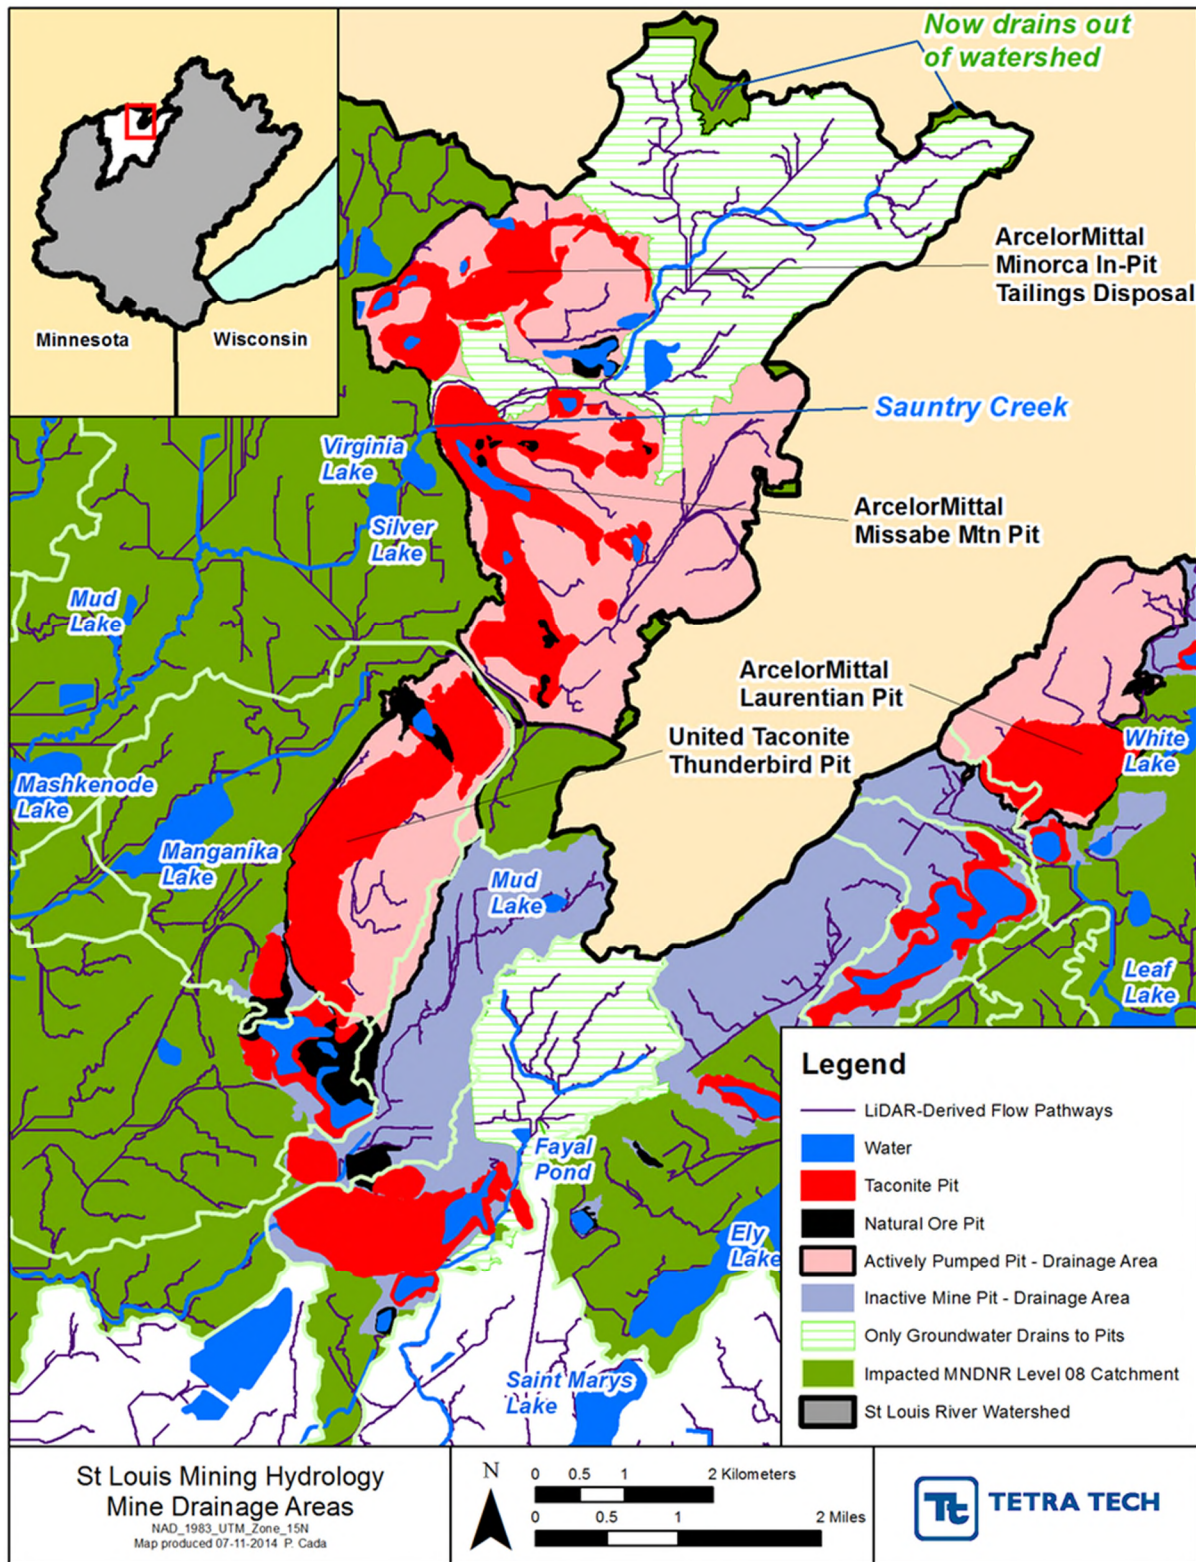 Now drains out
of watershed
Minnesota
Wisconsin
ArcelorMittal
Minorca In-Pit
Tailings Disposal
Sauntry Creek
Virginia
Lake
Silver
Lake
ArcelorMittal
Missabe Mtn Pit
Mud
Lake
ArcelorMittal
Laurentian Pit
United Taconite
Thunderbird Pit
White
Lake
Mashkenode
Lake
Manganika
Lake
Mud
Lake
Leaf
Lake
Fayal
Pond
Ely
Lake
Saint Marys
Lake
Legend
LiDAR-Derived Flow Pathways
Water
Taconite Pit
Natural Ore Pit
Actively Pumped Pit - Drainage Area
Inactive Mine Pit - Drainage Area
Only Groundwater Drains to Pits
Impacted MNDNR Level 08 Catchment
St Louis River Watershed
St Louis Mining Hydrology
Mine Drainage Areas
NAD_1983_UTM_Zone_15N
Map produced 07-11-2014 P. Cada
N
0 0.5 1 2 Kilometers
0 0.5 1 2 Miles
Tt TETRA TECH